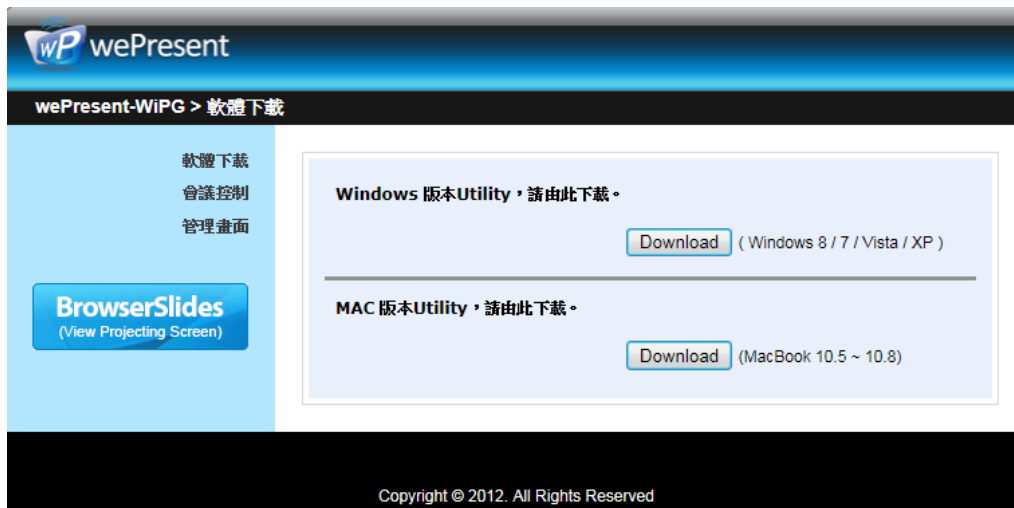 wP wePresent
wePresent-WiPG > 軟體下載
軟體下載
會議控制
管理畫面
BrowserSlides
(View Projecting Screen)
Windows 版本Utility，請由此下載。
Download ( Windows 8 / 7 / Vista / XP )
MAC 版本Utility，請由此下載。
Download (MacBook 10.5 ~ 10.8)
Copyright © 2012. All Rights Reserved